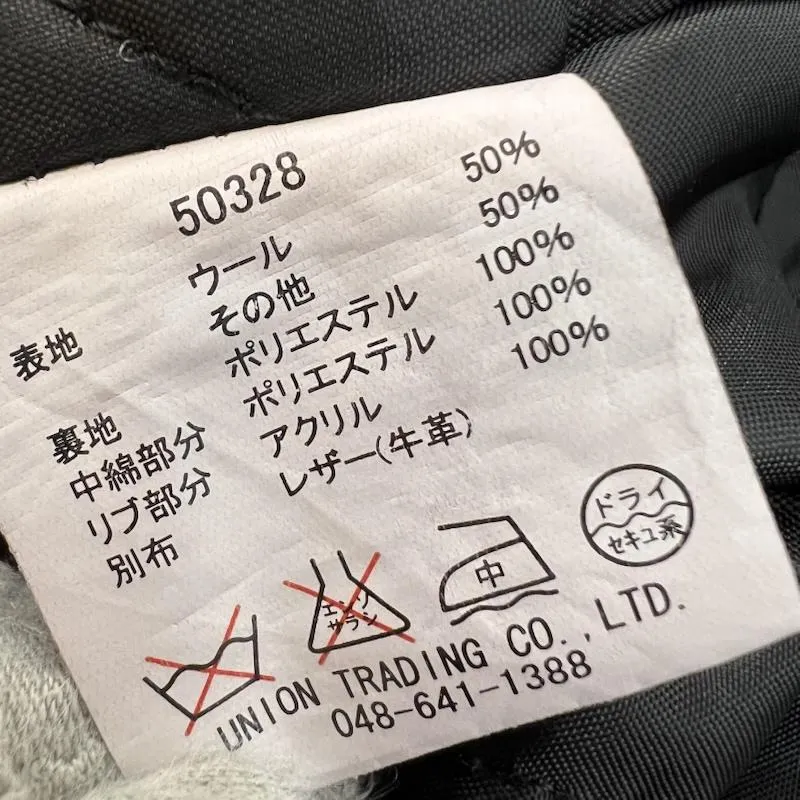 50328
表地 ウール 50%
その他 50%
裏地 ポリエステル 100%
中綿部分 ポリエステル 100%
リブ部分 アクリル 100%
別布 レザー(牛革)
エンソ
サラシ
中
ドライ
セキユ系
UNION TRADING CO.,LTD.
048-641-1388